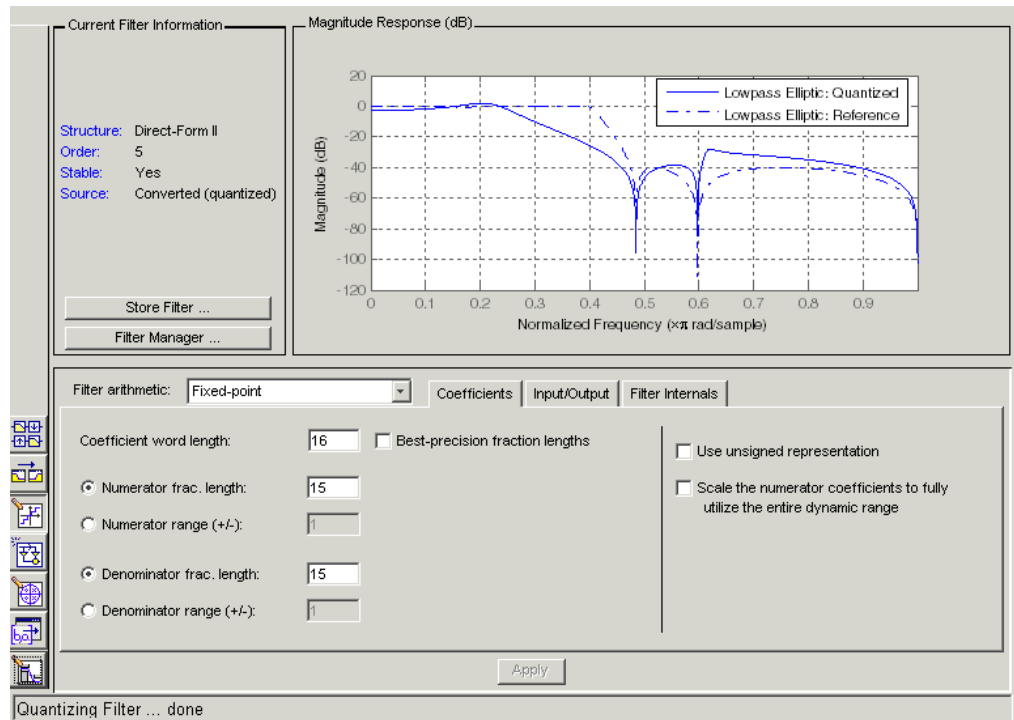 Current Filter Information
Structure: Direct-Form II
Order: 5
Stable: Yes
Source: Converted (quantized)
Store Filter ...
Filter Manager ...
Magnitude Response (dB)
20
0
-20
-40
-60
-80
-100
-120
Magnitude (dB)
0 0.1 0.2 0.3 0.4 0.5 0.6 0.7 0.8 0.9
Normalized Frequency (×π rad/sample)
Lowpass Elliptic: Quantized
Lowpass Elliptic: Reference
Filter arithmetic: Fixed-point
Coefficients Input/Output Filter Internals
Coefficient word length: 16 Best-precision fraction lengths
Numerator frac. length: 15
Numerator range (+/-): 1
Denominator frac. length: 15
Denominator range (+/-): 1
Use unsigned representation
Scale the numerator coefficients to fully
utilize the entire dynamic range
Apply
[b,a]
Quantizing Filter ... done